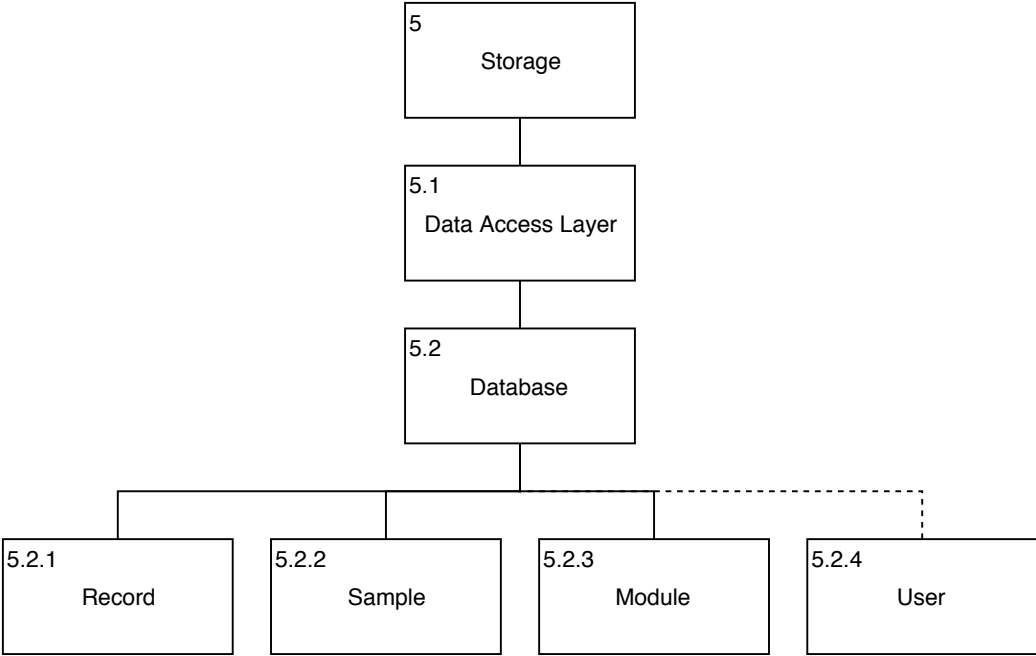 5
Storage
5.1
Data Access Layer
5.2
Database
5.2.1
Record
5.2.2
Sample
5.2.3
Module
5.2.4
User